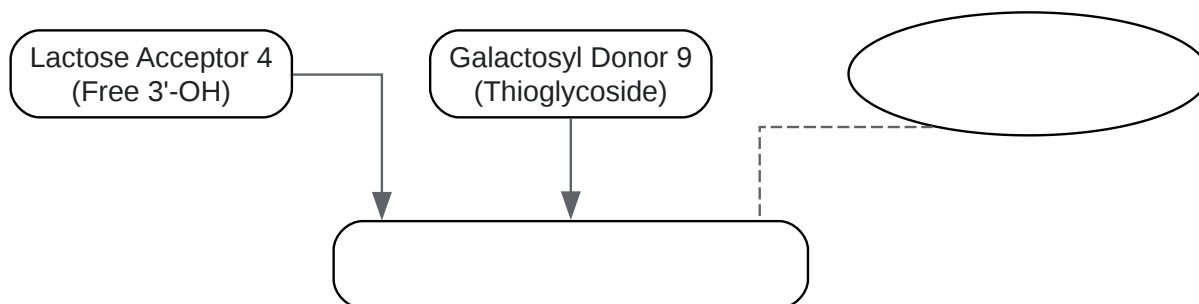 Lactose Acceptor 4
(Free 3'-OH)
Galactosyl Donor 9
(Thioglycoside)